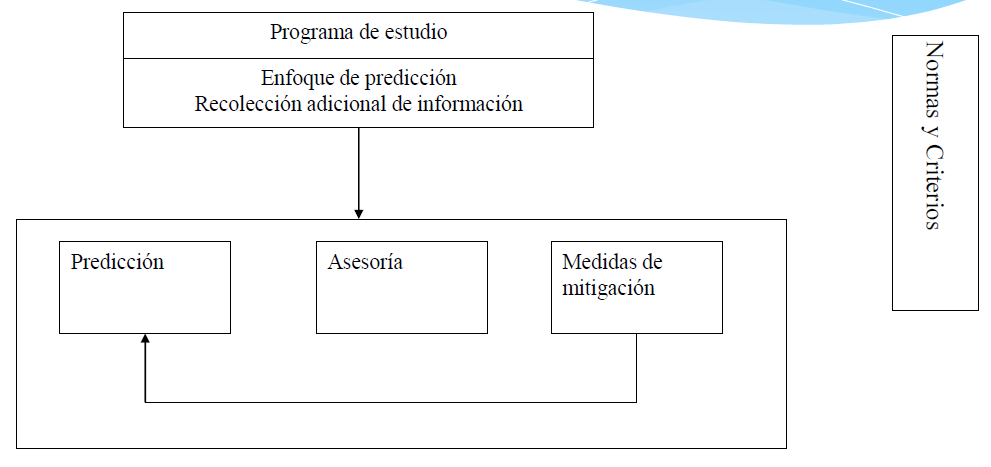 Programa de estudio
Enfoque de predicción
Recolección adicional de información
Normas y Criterios
Predicción
Asesoría
Medidas de
mitigación